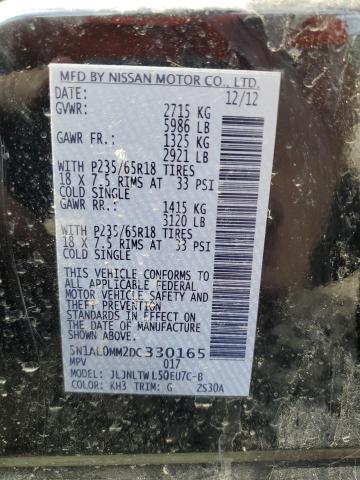 MFD BY NISSAN MOTOR CO., LTD.
DATE: 12/12
GVWR: 2715 KG
5986 LB
GAWR FR.: 1325 KG
2921 LB
WITH P235/65R18 TIRES
18 X 7.5 RIMS AT 33 PSI
COLD SINGLE
GAWR RR.: 1415 KG
3120 LB
WITH P235/65R18 TIRES
18 X 7.5 RIMS AT 33 PSI
COLD SINGLE
THIS VEHICLE CONFORMS TO ALL
APPLICABLE FEDERAL
MOTOR VEHICLE SAFETY AND
THEFT PREVENTION
STANDARDS IN EFFECT ON THE
DATE OF MANUFACTURE
SHOWN ABOVE.
5N1AL0MM2DC330165
MPV 017
MODEL: JLJNLTWL50EU7C-B
COLOR: KH3 TRIM: G ZS30A